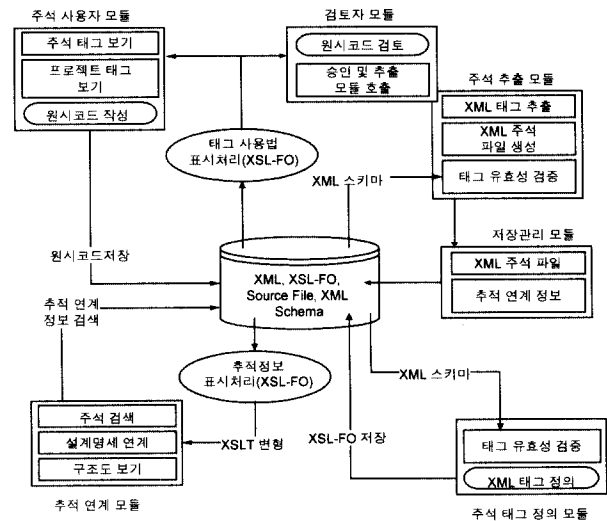 주석 사용자 모듈
주석 태그 보기
프로젝트 태그
보기
원시코드 작성
검토자 모듈
원시코드 검토
승인 및 추출
모듈 호출
주석 추출 모듈
XML 태그 추출
XML 주석
파일 생성
태그 유효성 검증
태그 사용법
표시처리(XSL-FO)
XML 스키마
원시코드저장
저장관리 모듈
XML 주석 파일
추적 연계 정보
XML, XSL-FO,
Source File, XML
Schema
추적 연계
정보 검색
추적정보
표시처리(XSL-FO)
XML 스키마
주석 검색
설계명세 연계
구조도 보기
추적 연계 모듈
XSLT 변형
XSL-FO 저장
태그 유효성 검증
XML 태그 정의
주석 태그 정의 모듈